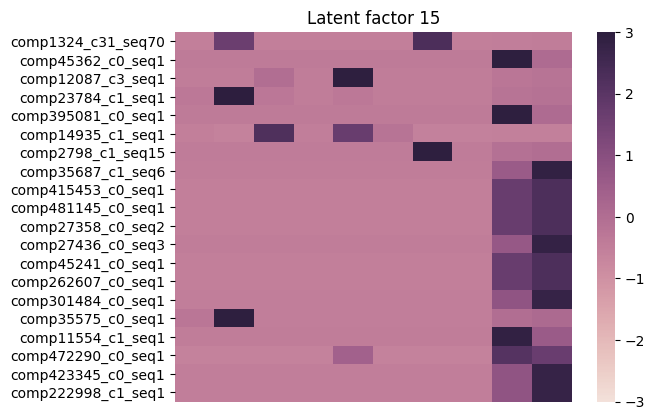 Latent factor 15
comp1324_c31_seq70
comp45362_c0_seq1
comp12087_c3_seq1
comp23784_c1_seq1
comp395081_c0_seq1
comp14935_c1_seq1
comp2798_c1_seq15
comp35687_c1_seq6
comp415453_c0_seq1
comp481145_c0_seq1
comp27358_c0_seq2
comp27436_c0_seq3
comp45241_c0_seq1
comp262607_c0_seq1
comp301484_c0_seq1
comp35575_c0_seq1
comp11554_c1_seq1
comp472290_c0_seq1
comp423345_c0_seq1
comp222998_c1_seq1
3
2
1
0
−1
−2
−3